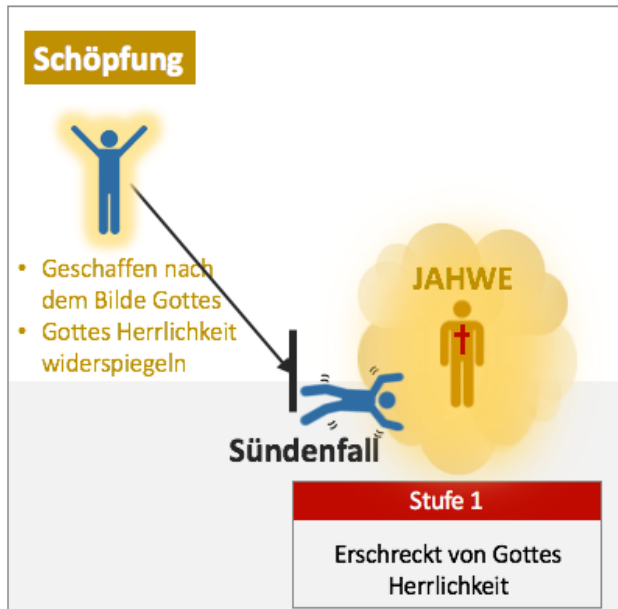 Schöpfung
• Geschaffen nach
dem Bilde Gottes
• Gottes Herrlichkeit
widerspiegeln
JAHWE
Sündenfall
Stufe 1
Erschreckt von Gottes
Herrlichkeit